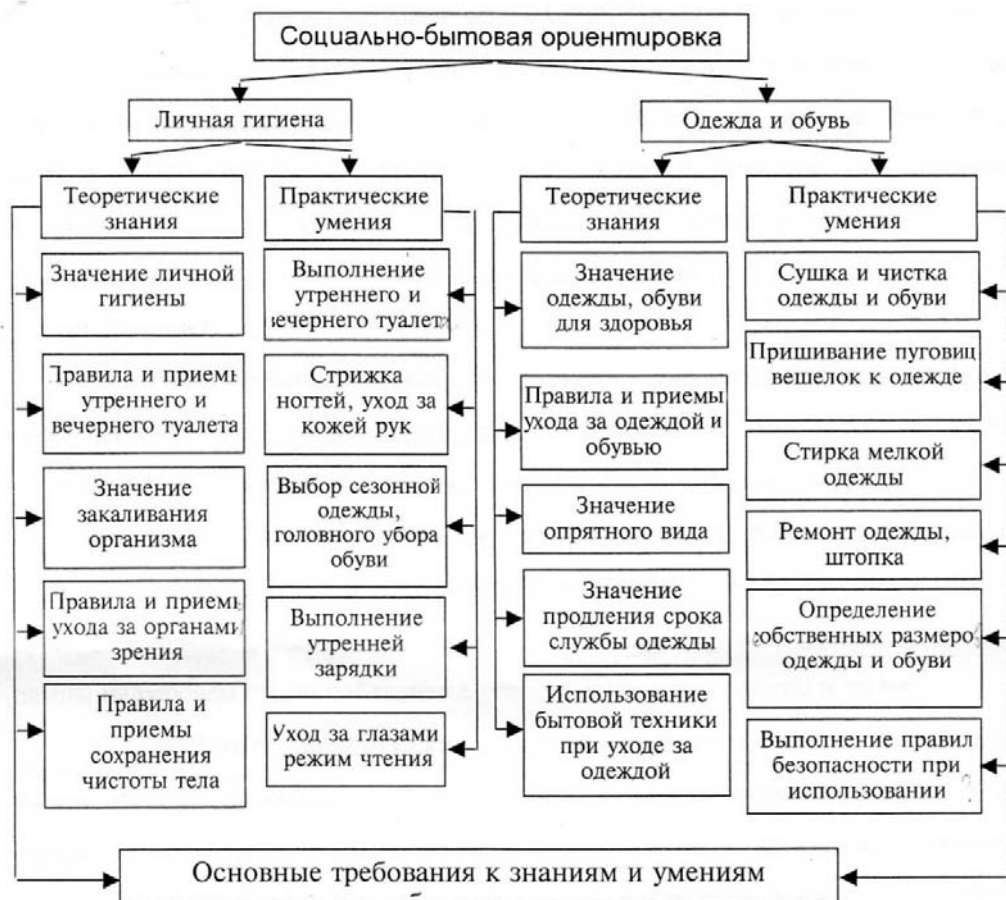 Социально-бытовая ориентировка
Личная гигиена
Одежда и обувь
Теоретические
знания
Практические
умения
Теоретические
знания
Практические
умения
Значение личной
гигиены
Правила и приемы
утреннего и
вечернего туалета
Значение
закаливания
организма
Правила и приемы
ухода за органами
зрения
Правила и
приемы
сохранения
чистоты тела
Выполнение
утреннего и
вечернего туалета
Стрижка
ногтей, уход за
кожей рук
Выбор сезонной
одежды,
головного убора
обуви
Выполнение
утренней
зарядки
Уход за глазами
режим чтения
Значение
одежды, обуви
для здоровья
Правила и приемы
ухода за одеждой и
обувью
Значение
опрятного вида
Значение
продления срока
службы одежды
Использование
бытовой техники
при уходе за
одеждой
Сушка и чистка
одежды и обуви
Пришивание пуговиц
вешелок к одежде
Стирка мелкой
одежды
Ремонт одежды,
штопка
Определение
собственных размеро
одежды и обуви
Выполнение правил
безопасности при
использовании
Основные требования к знаниям и умениям